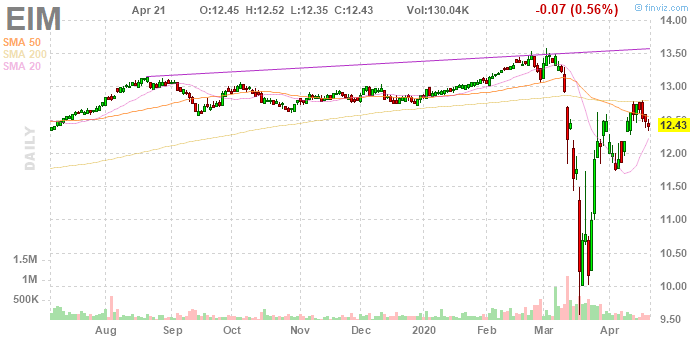 EIM
Apr 21 O:12.45 H:12.52 L:12.35 C:12.43 Vol:130.04K -0.07 (0.56%)
© finviz.com
SMA 50
SMA 200
SMA 20
DAILY
14.00
13.50
13.00
12.50
12.43
12.00
11.50
11.00
10.50
10.00
9.50
1.5M
1M
500K
Aug Sep Oct Nov Dec 2020 Feb Mar Apr